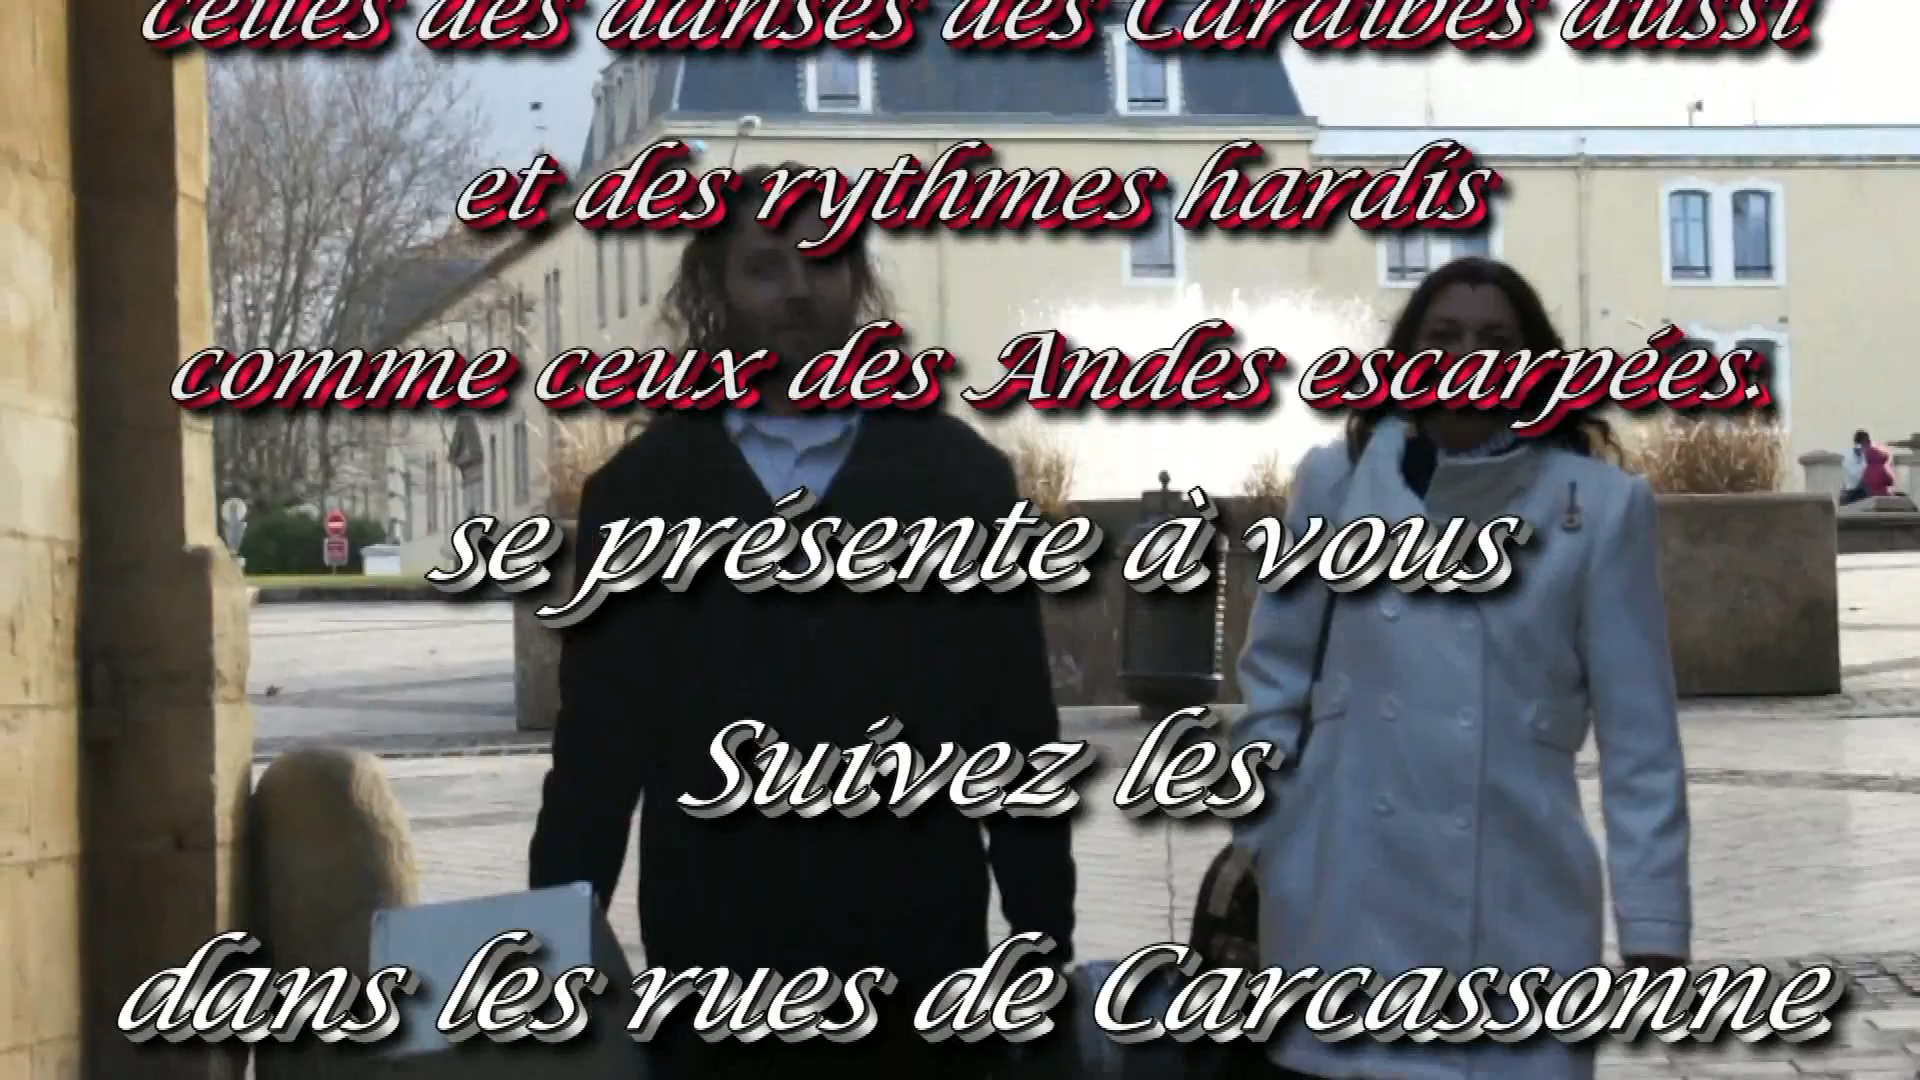 celles des danses des Caraïbes aussi
et des rythmes hardis
comme ceux des Andes escarpées.
se présente à vous
Suivez les
dans les rues de Carcassonne